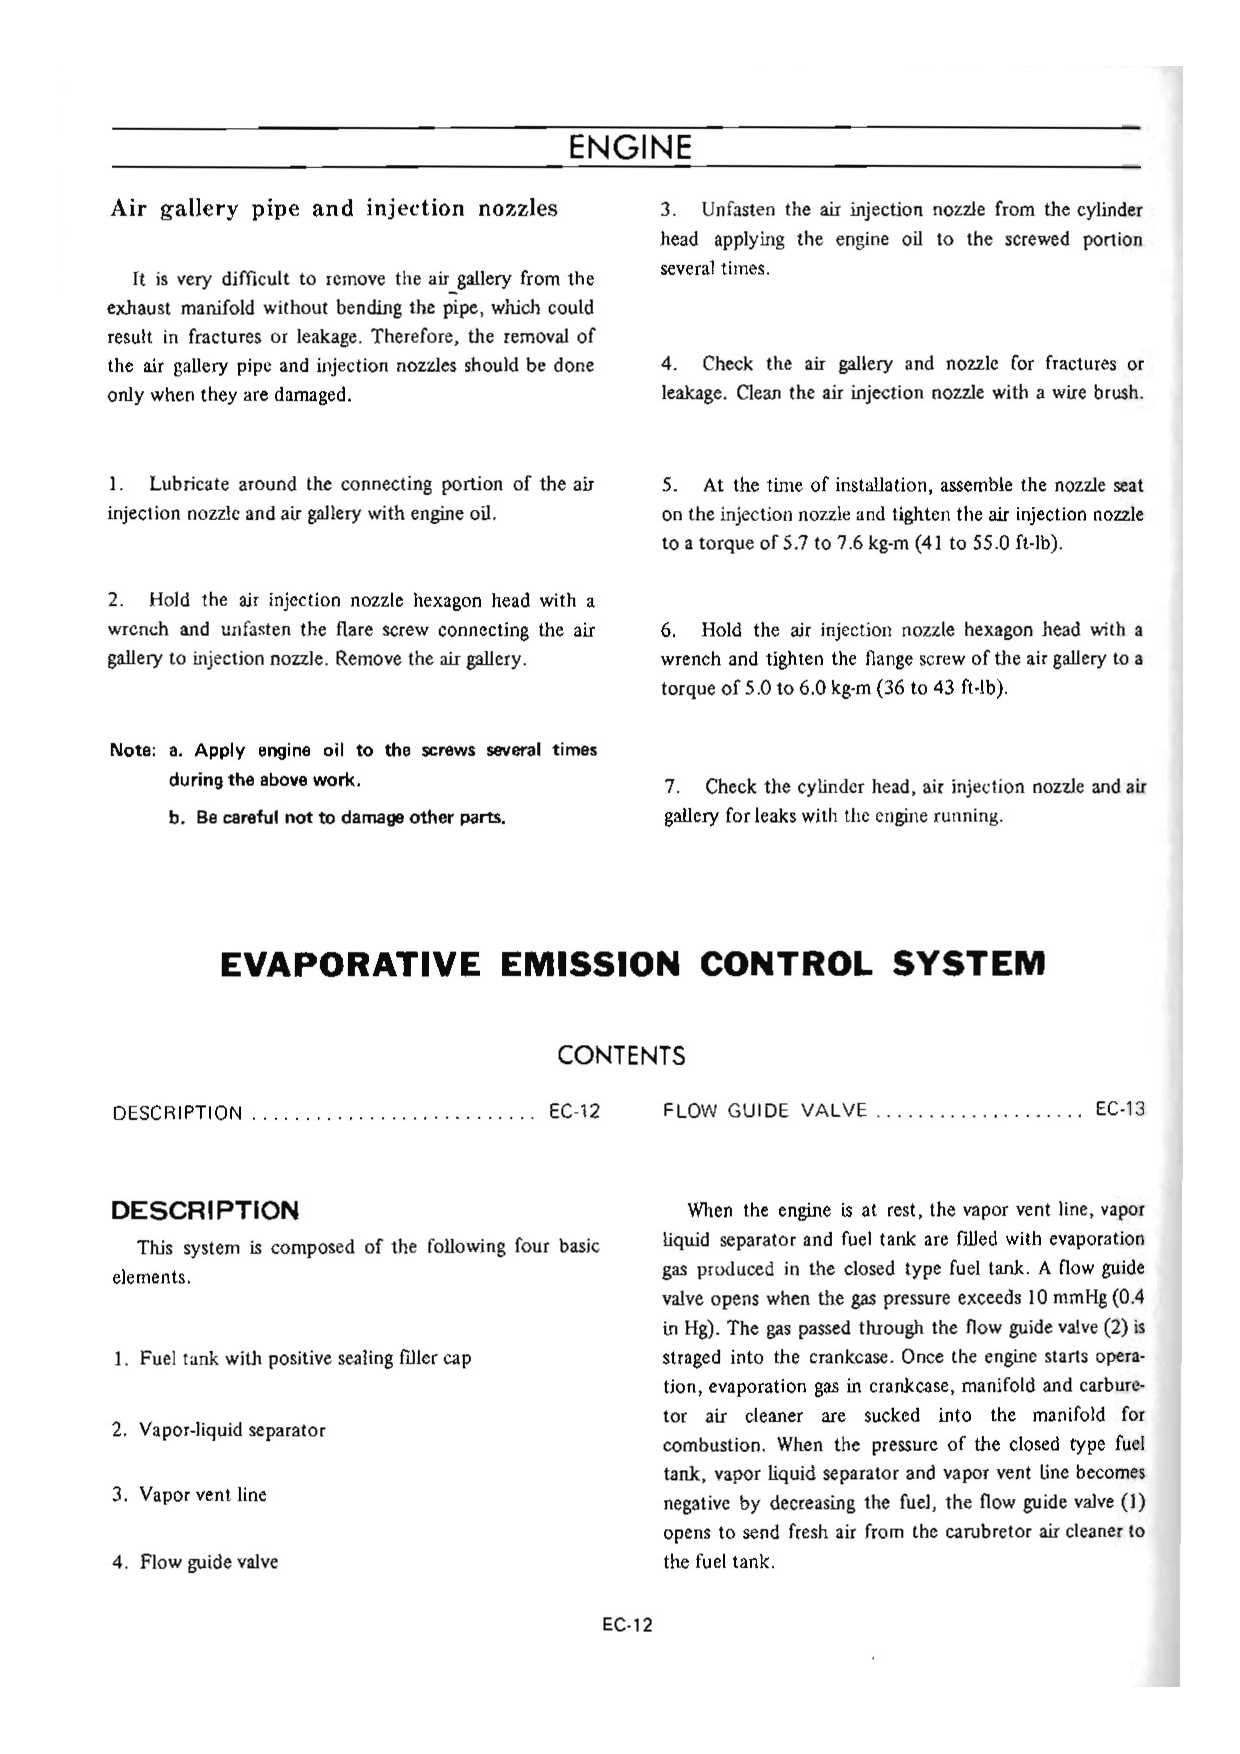 ENGINE
Air gallery pipe and injection nozzles
It is very difficult to remove the air gallery from the
exhaust manifold without bending the pipe, which could
result in fractures or leakage. Therefore, the removal of
the air gallery pipe and injection nozzles should be done
only when they are damaged.
1. Lubricate around the connecting portion of the air
injection nozzle and air gallery with engine oil.
2. Hold the air injection nozzle hexagon head with a
wrench and unfasten the flare screw connecting the air
gallery to injection nozzle. Remove the air gallery.
Note: a. Apply engine oil to the screws several times
during the above work.
b. Be careful not to damage other parts.
3. Unfasten the air injection nozzle from the cylinder
head applying the engine oil to the screwed portion
several times.
4. Check the air gallery and nozzle for fractures or
leakage. Clean the air injection nozzle with a wire brush.
5. At the time of installation, assemble the nozzle seat
on the injection nozzle and tighten the air injection nozzle
to a torque of 5.7 to 7.6 kg-m (41 to 55.0 ft-lb).
6. Hold the air injection nozzle hexagon head with a
wrench and tighten the flange screw of the air gallery to a
torque of 5.0 to 6.0 kg-m (36 to 43 ft-lb).
7. Check the cylinder head, air injection nozzle and air
gallery for leaks with the engine running.
EVAPORATIVE EMISSION CONTROL SYSTEM
CONTENTS
DESCRIPTION ........................... EC-12
FLOW GUIDE VALVE .................... EC-13
DESCRIPTION
This system is composed of the following four basic
elements.
1. Fuel tank with positive sealing filler cap
2. Vapor-liquid separator
3. Vapor vent line
4. Flow guide valve
When the engine is at rest, the vapor vent line, vapor
liquid separator and fuel tank are filled with evaporation
gas produced in the closed type fuel tank. A flow guide
valve opens when the gas pressure exceeds 10 mmHg (0.4
in Hg). The gas passed through the flow guide valve (2) is
straged into the crankcase. Once the engine starts opera-
tion, evaporation gas in crankcase, manifold and carbure-
tor air cleaner are sucked into the manifold for
combustion. When the pressure of the closed type fuel
tank, vapor liquid separator and vapor vent line becomes
negative by decreasing the fuel, the flow guide valve (1)
opens to send fresh air from the carubretor air cleaner to
the fuel tank.
EC-12